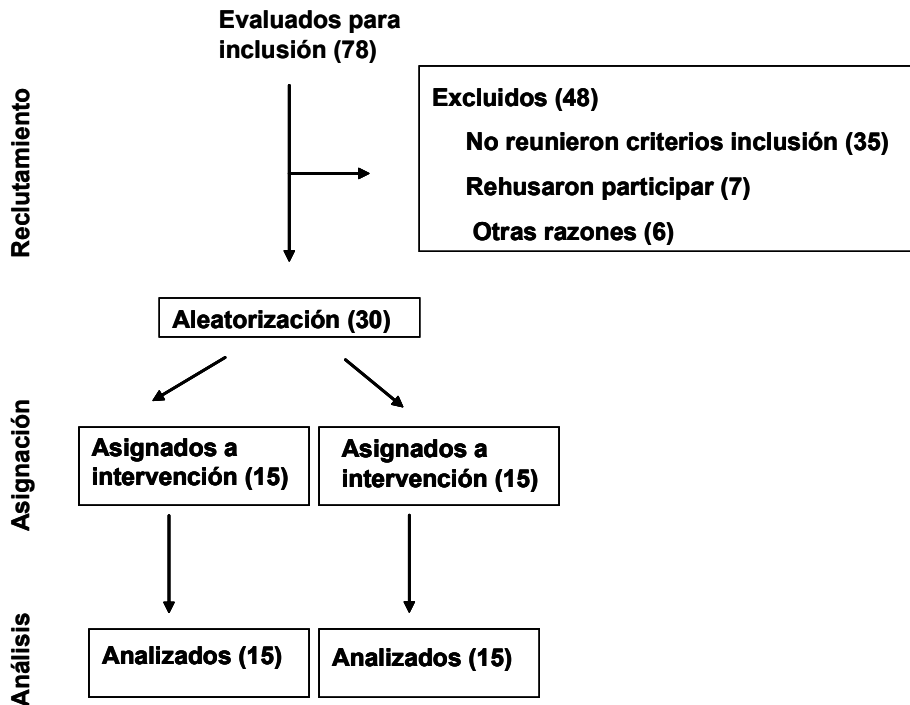 Evaluados para
inclusión (78)
Reclutamiento
Excluidos (48)
No reunieron criterios inclusión (35)
Rehusaron participar (7)
Otras razones (6)
Aleatorización (30)
Asignación
Asignados a
intervención (15)
Asignados a
intervención (15)
Análisis
Analizados (15)
Analizados (15)